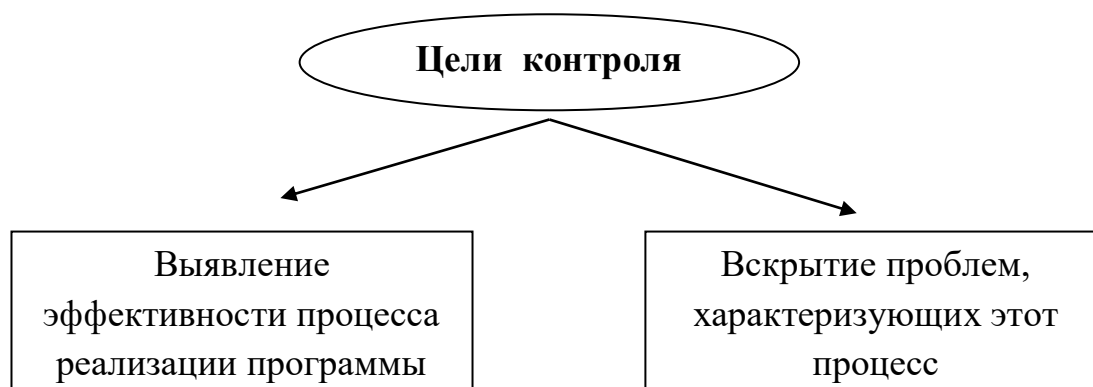 Цели контроля
Выявление
эффективности процесса
реализации программы
Вскрытие проблем,
характеризующих этот
процесс